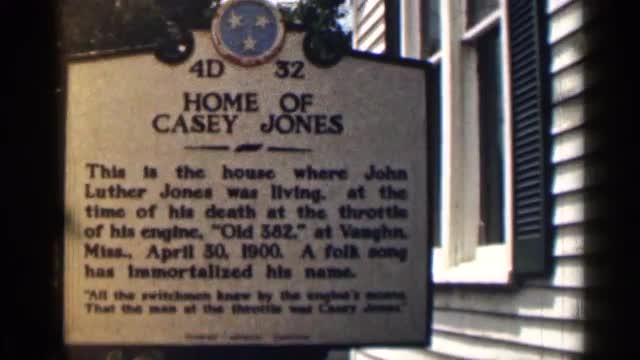 4D 32
HOME OF
CASEY JONES
This is the house where John
Luther Jones was living, at the
time of his death at the throttle
of his engine, "Old 382," at Vaughn,
Miss., April 30, 1900. A folk song
has immortalized his name.
"All the switchmen knew by the engine's moans,
That the man at the throttle was Casey Jones."